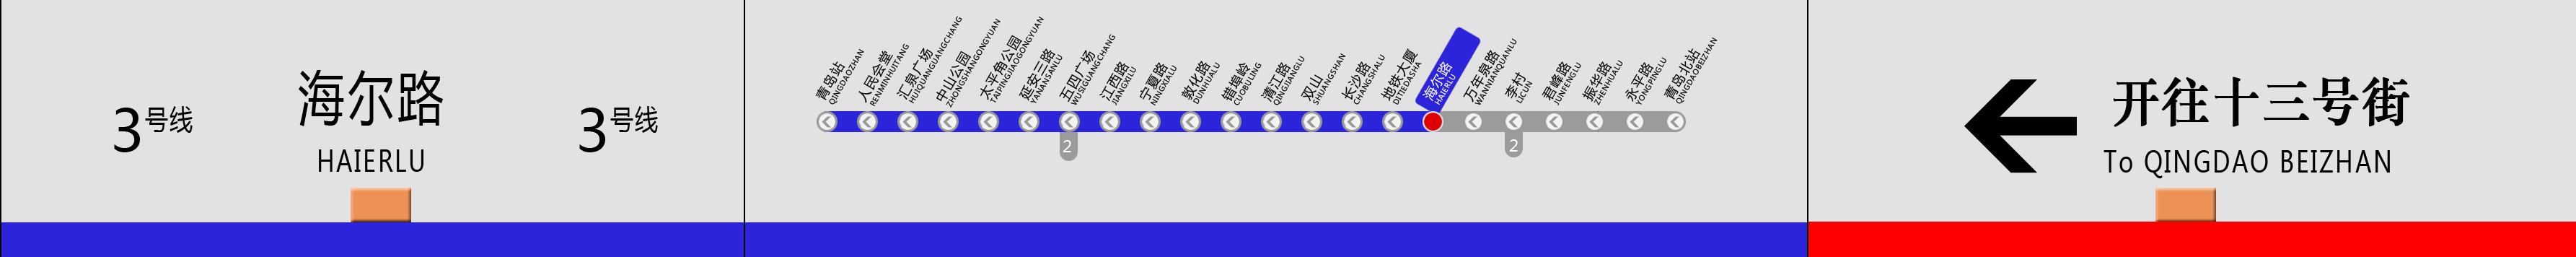 3号线
海尔路
HAIERLU
3号线
青岛站
QINGDAOZHAN
人民会堂
RENMINHUITANG
汇泉广场
HUIQUANGUANGCHANG
中山公园
ZHONGSHANGONGYUAN
太平角公园
TAIPINGJIAOGONGYUAN
延安三路
YANANSANLU
五四广场
WUSIGUANGCHANG
江西路
JIANGXILU
宁夏路
NINGXIALU
敦化路
DUNHUALU
错埠岭
CUOBULING
清江路
QINGJIANGLU
双山
SHUANGSHAN
长沙路
CHANGSHALU
地铁大厦
DITIEDASHA
海尔路
HAIERLU
万年泉路
WANNIANQUANLU
李村
LICUN
君峰路
JUNFENGLU
振华路
ZHENHUALU
永平路
YONGPINGLU
青岛北站
QINGDAOBEIZHAN
2
2
开往十三号街
To QINGDAO BEIZHAN